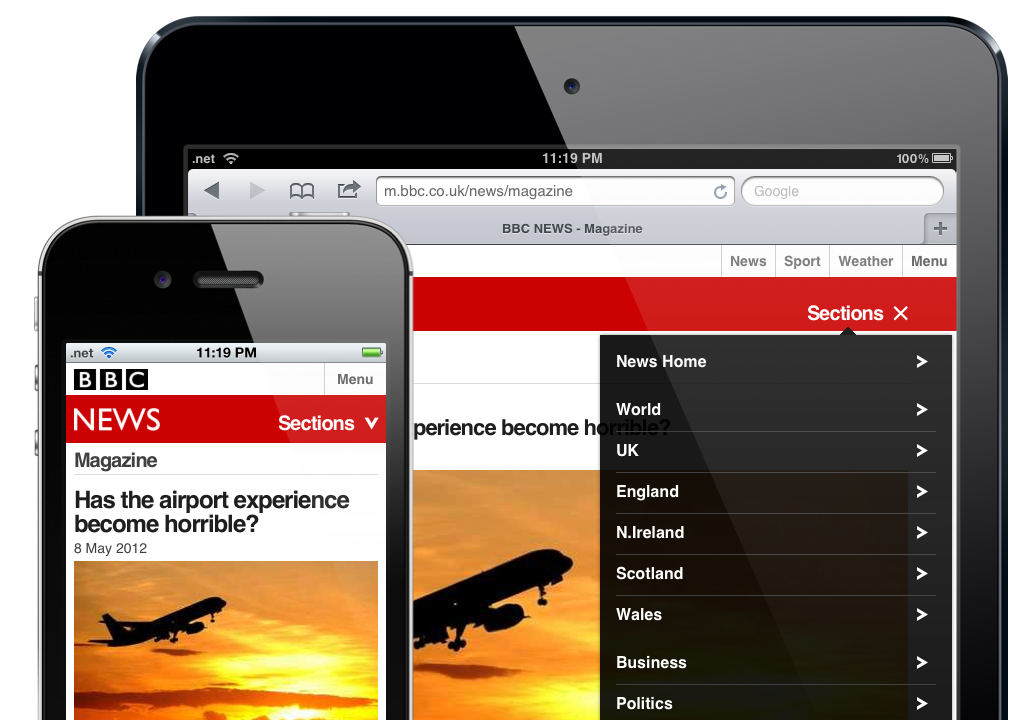 .net 11:19 PM 100%
m.bbc.co.uk/news/magazine Google
BBC NEWS - Magazine
News Sport Weather Menu
Sections
News Home
World
UK
England
N.Ireland
Scotland
Wales
Business
Politics
perience become horrible?
.net 11:19 PM
BBC Menu
NEWS Sections
Magazine
Has the airport experience
become horrible?
8 May 2012